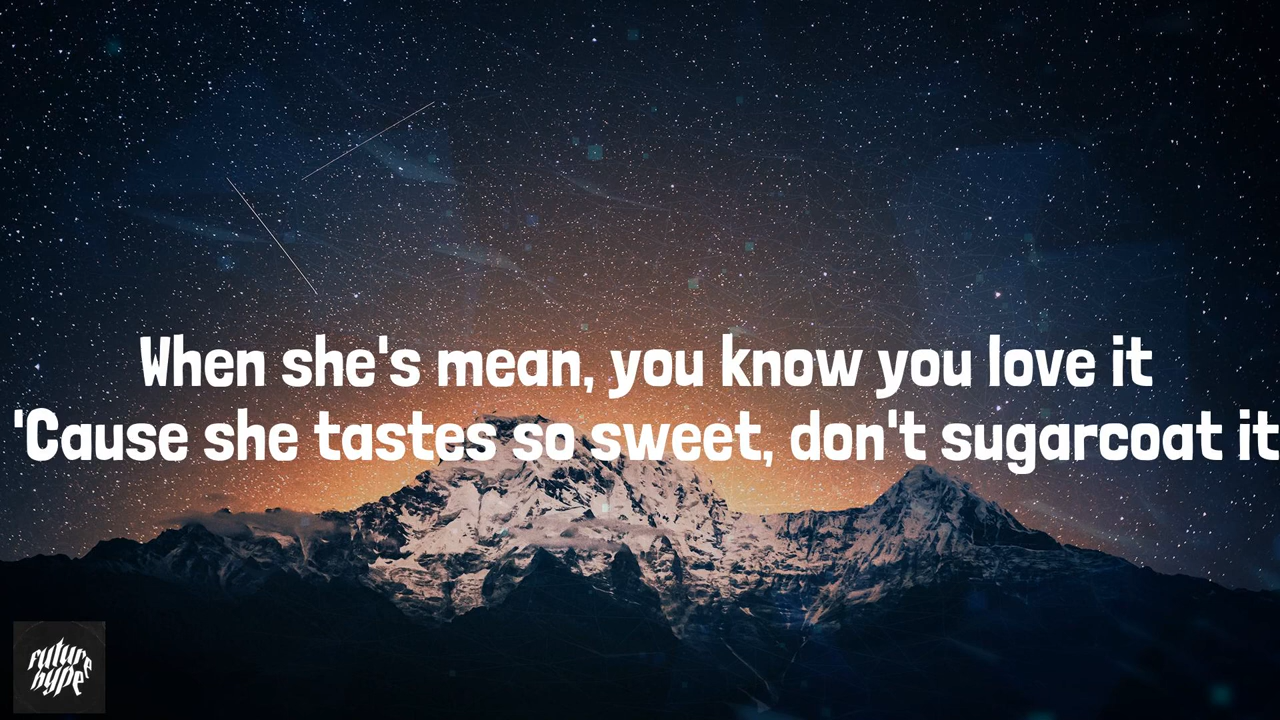 When she's mean, you know you love it
'Cause she tastes so sweet, don't sugarcoat it
future
hype